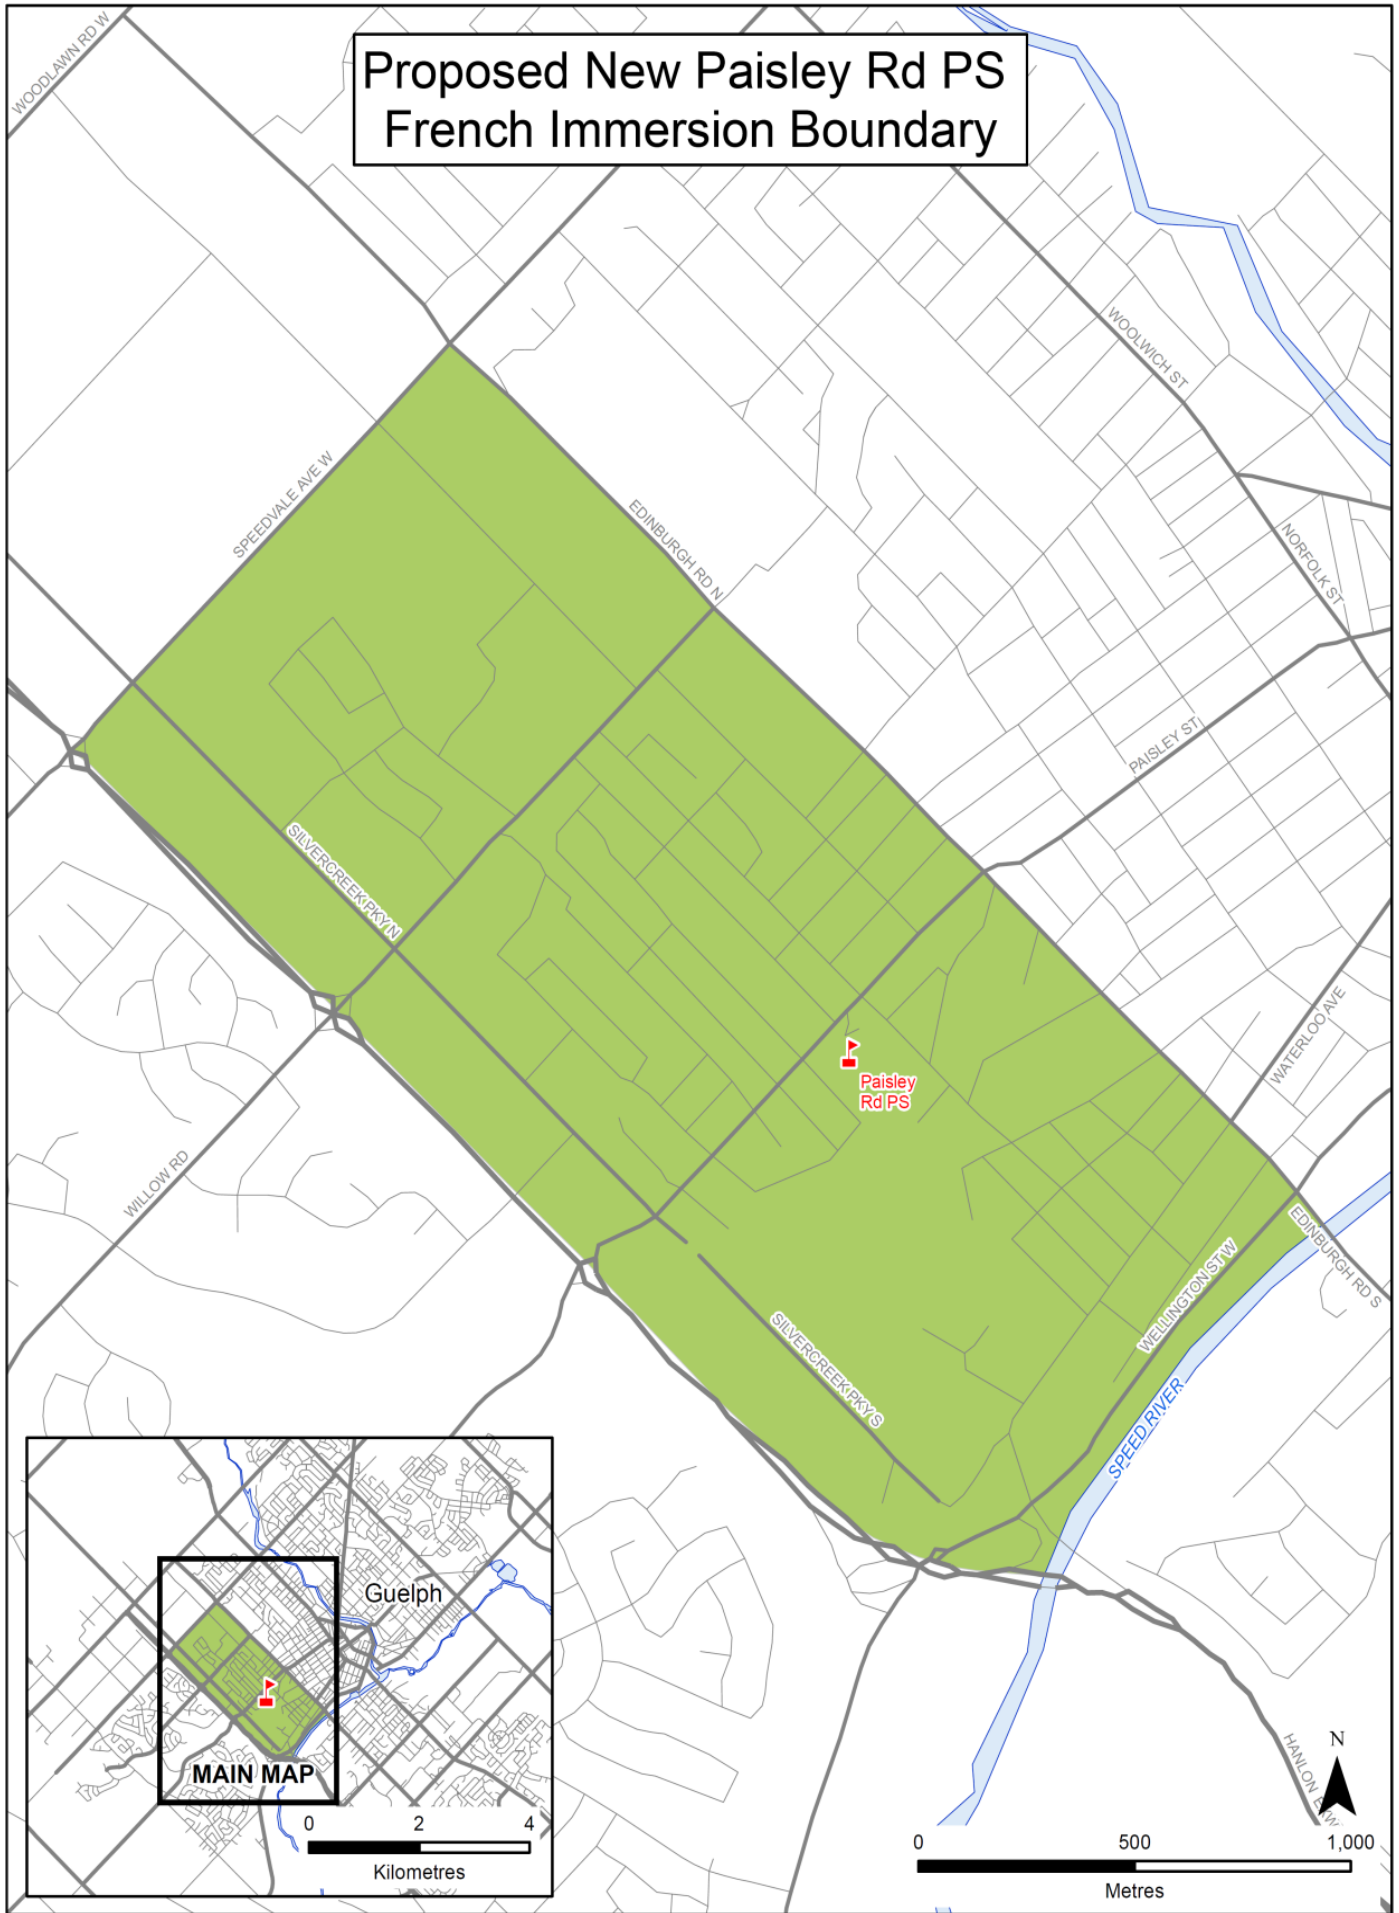 Proposed New Paisley Rd PS
French Immersion Boundary
WOODLAWN RD W
WOOLWICH ST
SPEEDVALE AVE W
EDINBURGH RD N
NORFOLK ST
PAISLEY ST
SILVERCREEK PKY N
WATERLOO AVE
Paisley
Rd PS
WILLOW RD
EDINBURGH RD S
WELLINGTON ST W
SILVERCREEK PKY S
SPEED RIVER
Guelph
MAIN MAP
0 2 4
Kilometres
HANLON EXWY
N
0 500 1,000
Metres